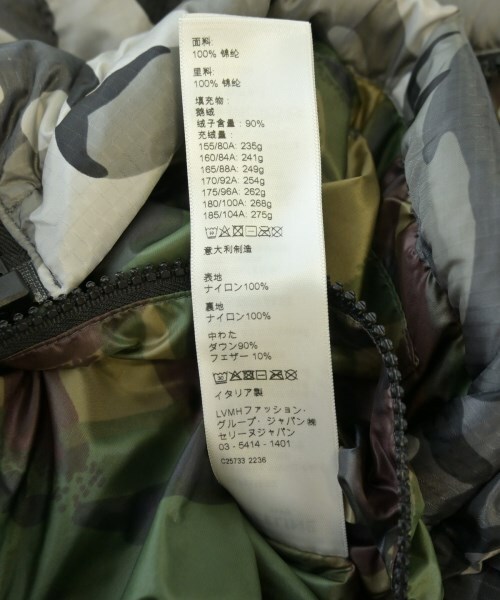 面料:
100% 锦纶
里料:
100% 锦纶
填充物:
鹅绒
绒子含量: 90%
充绒量:
155/80A: 235g
160/84A: 241g
165/88A: 249g
170/92A: 254g
175/96A: 262g
180/100A: 268g
185/104A: 275g
意大利制造
表地
ナイロン100%
裏地
ナイロン100%
中わた
ダウン90%
フェザー 10%
イタリア製
LVMHファッション・
グループ・ジャパン㈱
セリーヌジャパン
03 - 5414 - 1401
C25733 2236